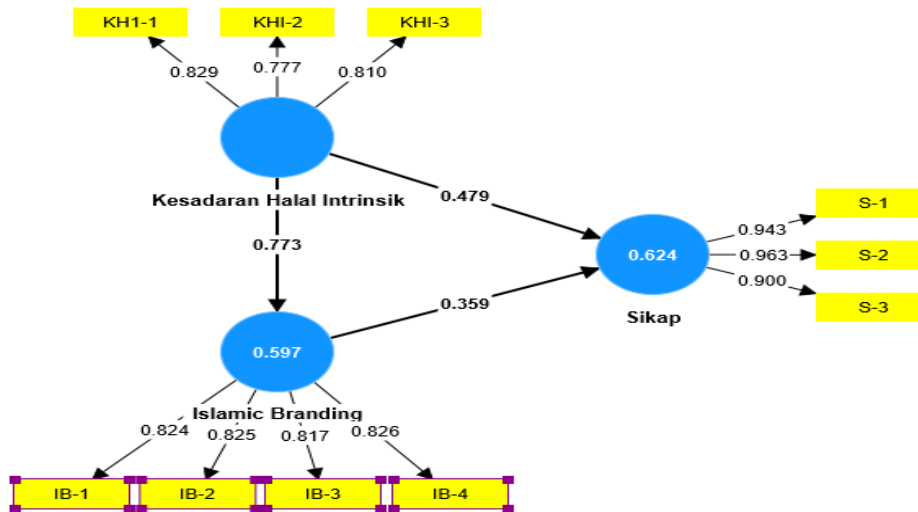 KH1-1 KHI-2 KHI-3
0.829 0.777 0.810
Kesadaran Halal Intrinsik
0.479
0.773
S-1
0.943
0.624
0.963
S-2
0.900
S-3
0.359
Sikap
0.597
Islamic Branding
0.824 0.825 0.817 0.826
IB-1 IB-2 IB-3 IB-4